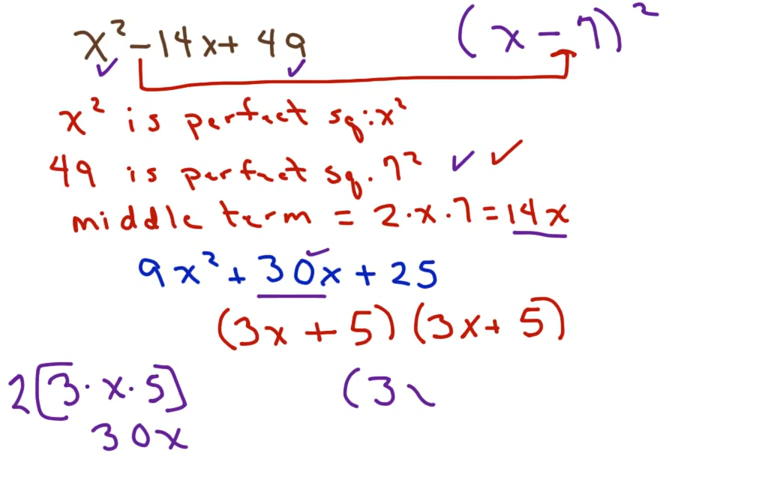 x² - 14x + 49 (x - 7)²
x² is perfect sq: x²
49 is perfect sq. 7²
middle term = 2·x·7 = 14x
9x² + 30x + 25
(3x + 5)(3x + 5)
2[3·x·5] (3
30x